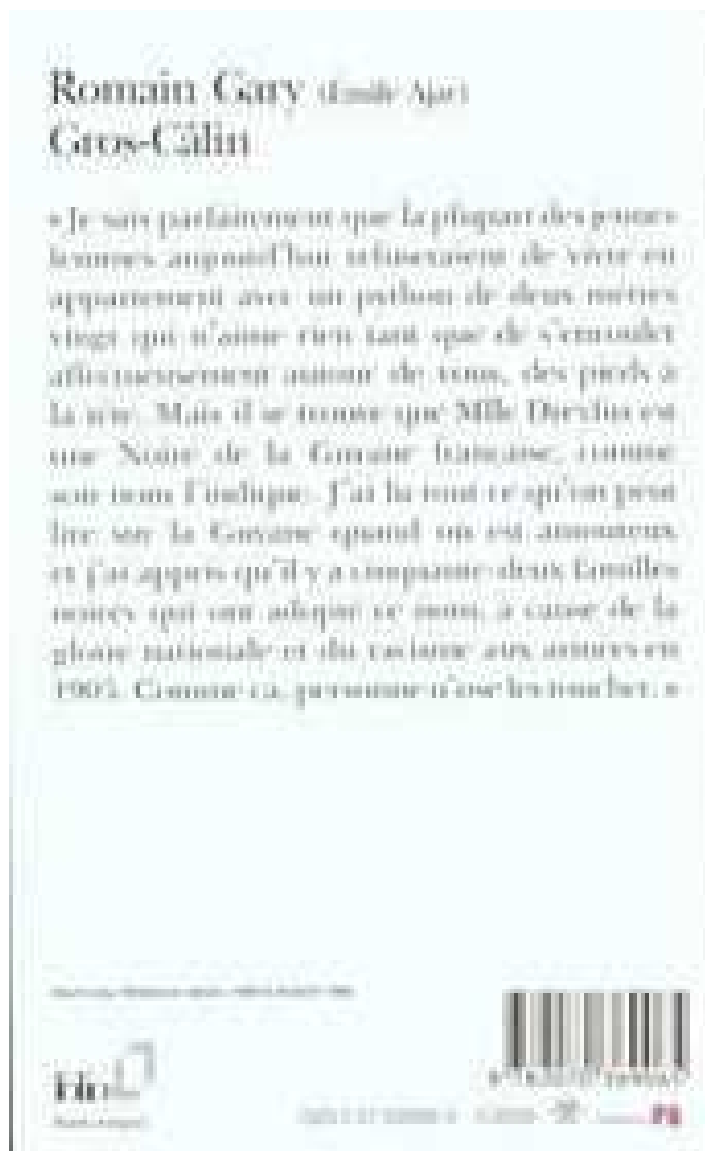 Romain Gary (Émile Ajar)
Gros-Câlin
« Je sais parfaitement que la plupart des jeunes
femmes aujourd'hui refuseraient de vivre en
appartement avec un python de deux mètres
vingt qui n'aime rien tant que de s'enrouler
affectueusement autour de vous, des pieds à
la tête. Mais il se trouve que Mlle Dreyfus est
une Noire de la Guyane française, comme
son nom l'indique. J'ai lu tout ce qu'on peut
lire sur la Guyane quand on est amoureux
et j'ai appris qu'il y a cinquante-deux familles
noires qui ont adopté ce nom, à cause de la
gloire nationale et du racisme aux armées en
1905. Comme ça, personne n'ose les toucher. »
folio